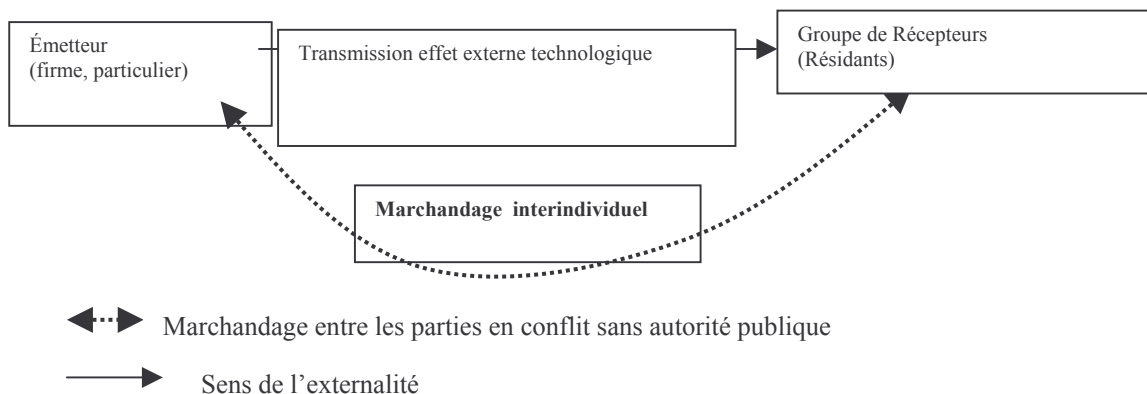 Émetteur
(firme, particulier)
Transmission effet externe technologique
Groupe de Récepteurs
(Résidants)
Marchandage interindividuel
Marchandage entre les parties en conflit sans autorité publique
Sens de l’externalité